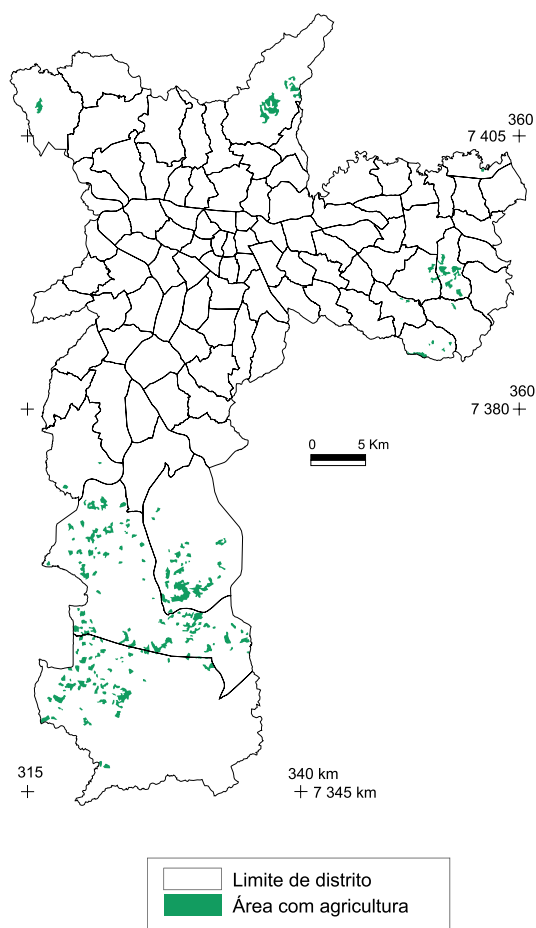 360
7 405
360
7 380
0 5 Km
315
340 km
7 345 km
Limite de distrito
Área com agricultura